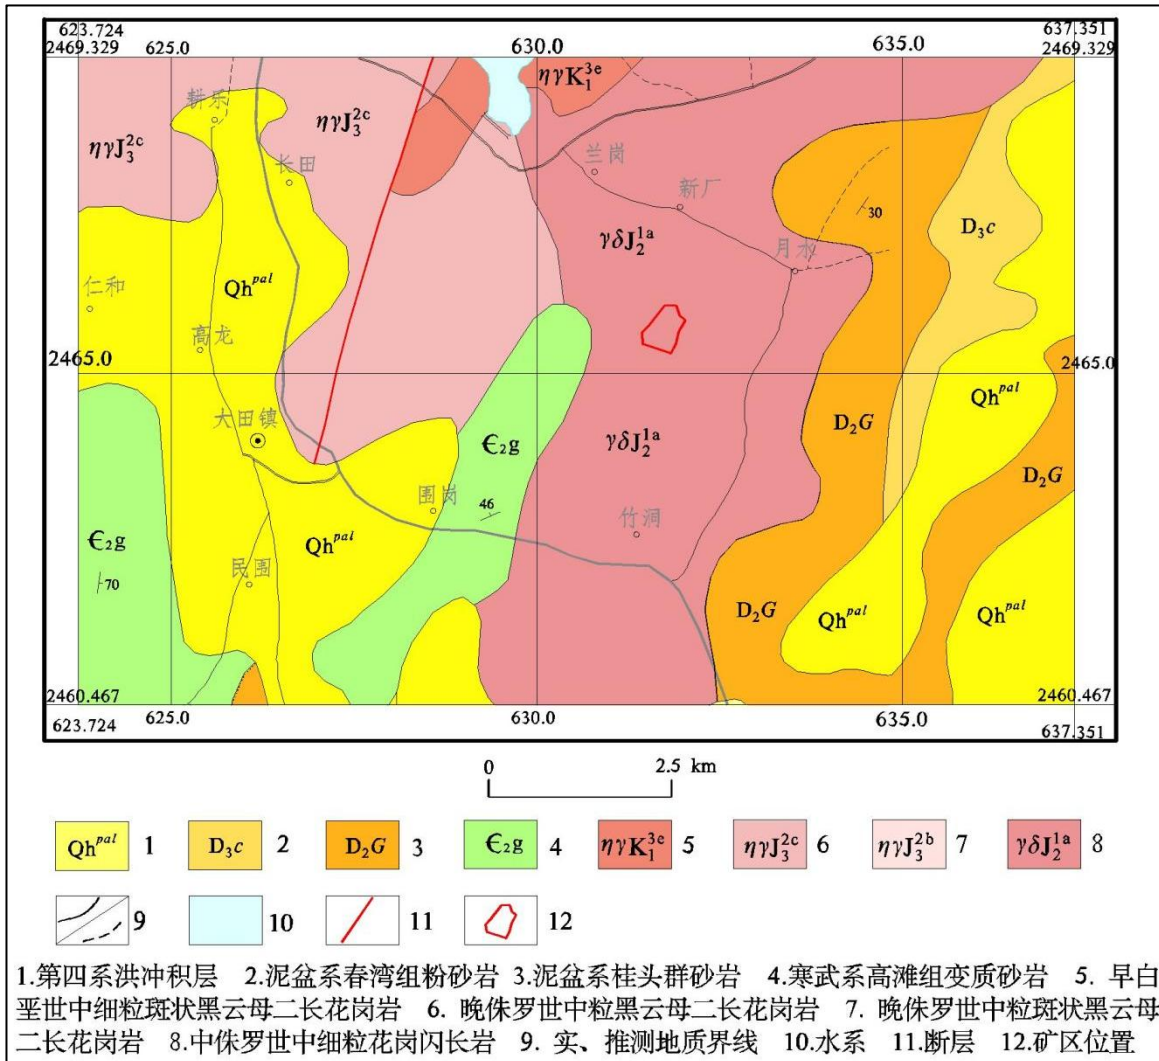 623.724 637.351
2469.329 625.0 630.0 635.0 2469.329
ηγK₁³ᵉ
耕乐
ηγJ₃²ᶜ ηγJ₃²ᶜ
长田 兰岗
新厂
30
D₃c
γδJ₂¹ᵃ
月水
Qhᵖᵃˡ
仁和
高龙
2465.0 2465.0
Qhᵖᵃˡ
大田镇 D₂G
Є₂g γδJ₂¹ᵃ
D₂G
围岗 46
竹洞
Є₂g Qhᵖᵃˡ
70 民围
D₂G Qhᵖᵃˡ Qhᵖᵃˡ
2460.467 2460.467
623.724 625.0 630.0 635.0 637.351
0 2.5 km
Qhᵖᵃˡ 1 D₃c 2 D₂G 3 Є₂g 4 ηγK₁³ᵉ 5 ηγJ₃²ᶜ 6 ηγJ₃²ᵇ 7 γδJ₂¹ᵃ 8
9 10 11 12
1.第四系洪冲积层 2.泥盆系春湾组粉砂岩 3.泥盆系桂头群砂岩 4.寒武系高滩组变质砂岩 5. 早白
垩世中细粒斑状黑云母二长花岗岩 6. 晚侏罗世中粒黑云母二长花岗岩 7. 晚侏罗世中粒斑状黑云母
二长花岗岩 8.中侏罗世中细粒花岗闪长岩 9. 实、推测地质界线 10.水系 11.断层 12.矿区位置